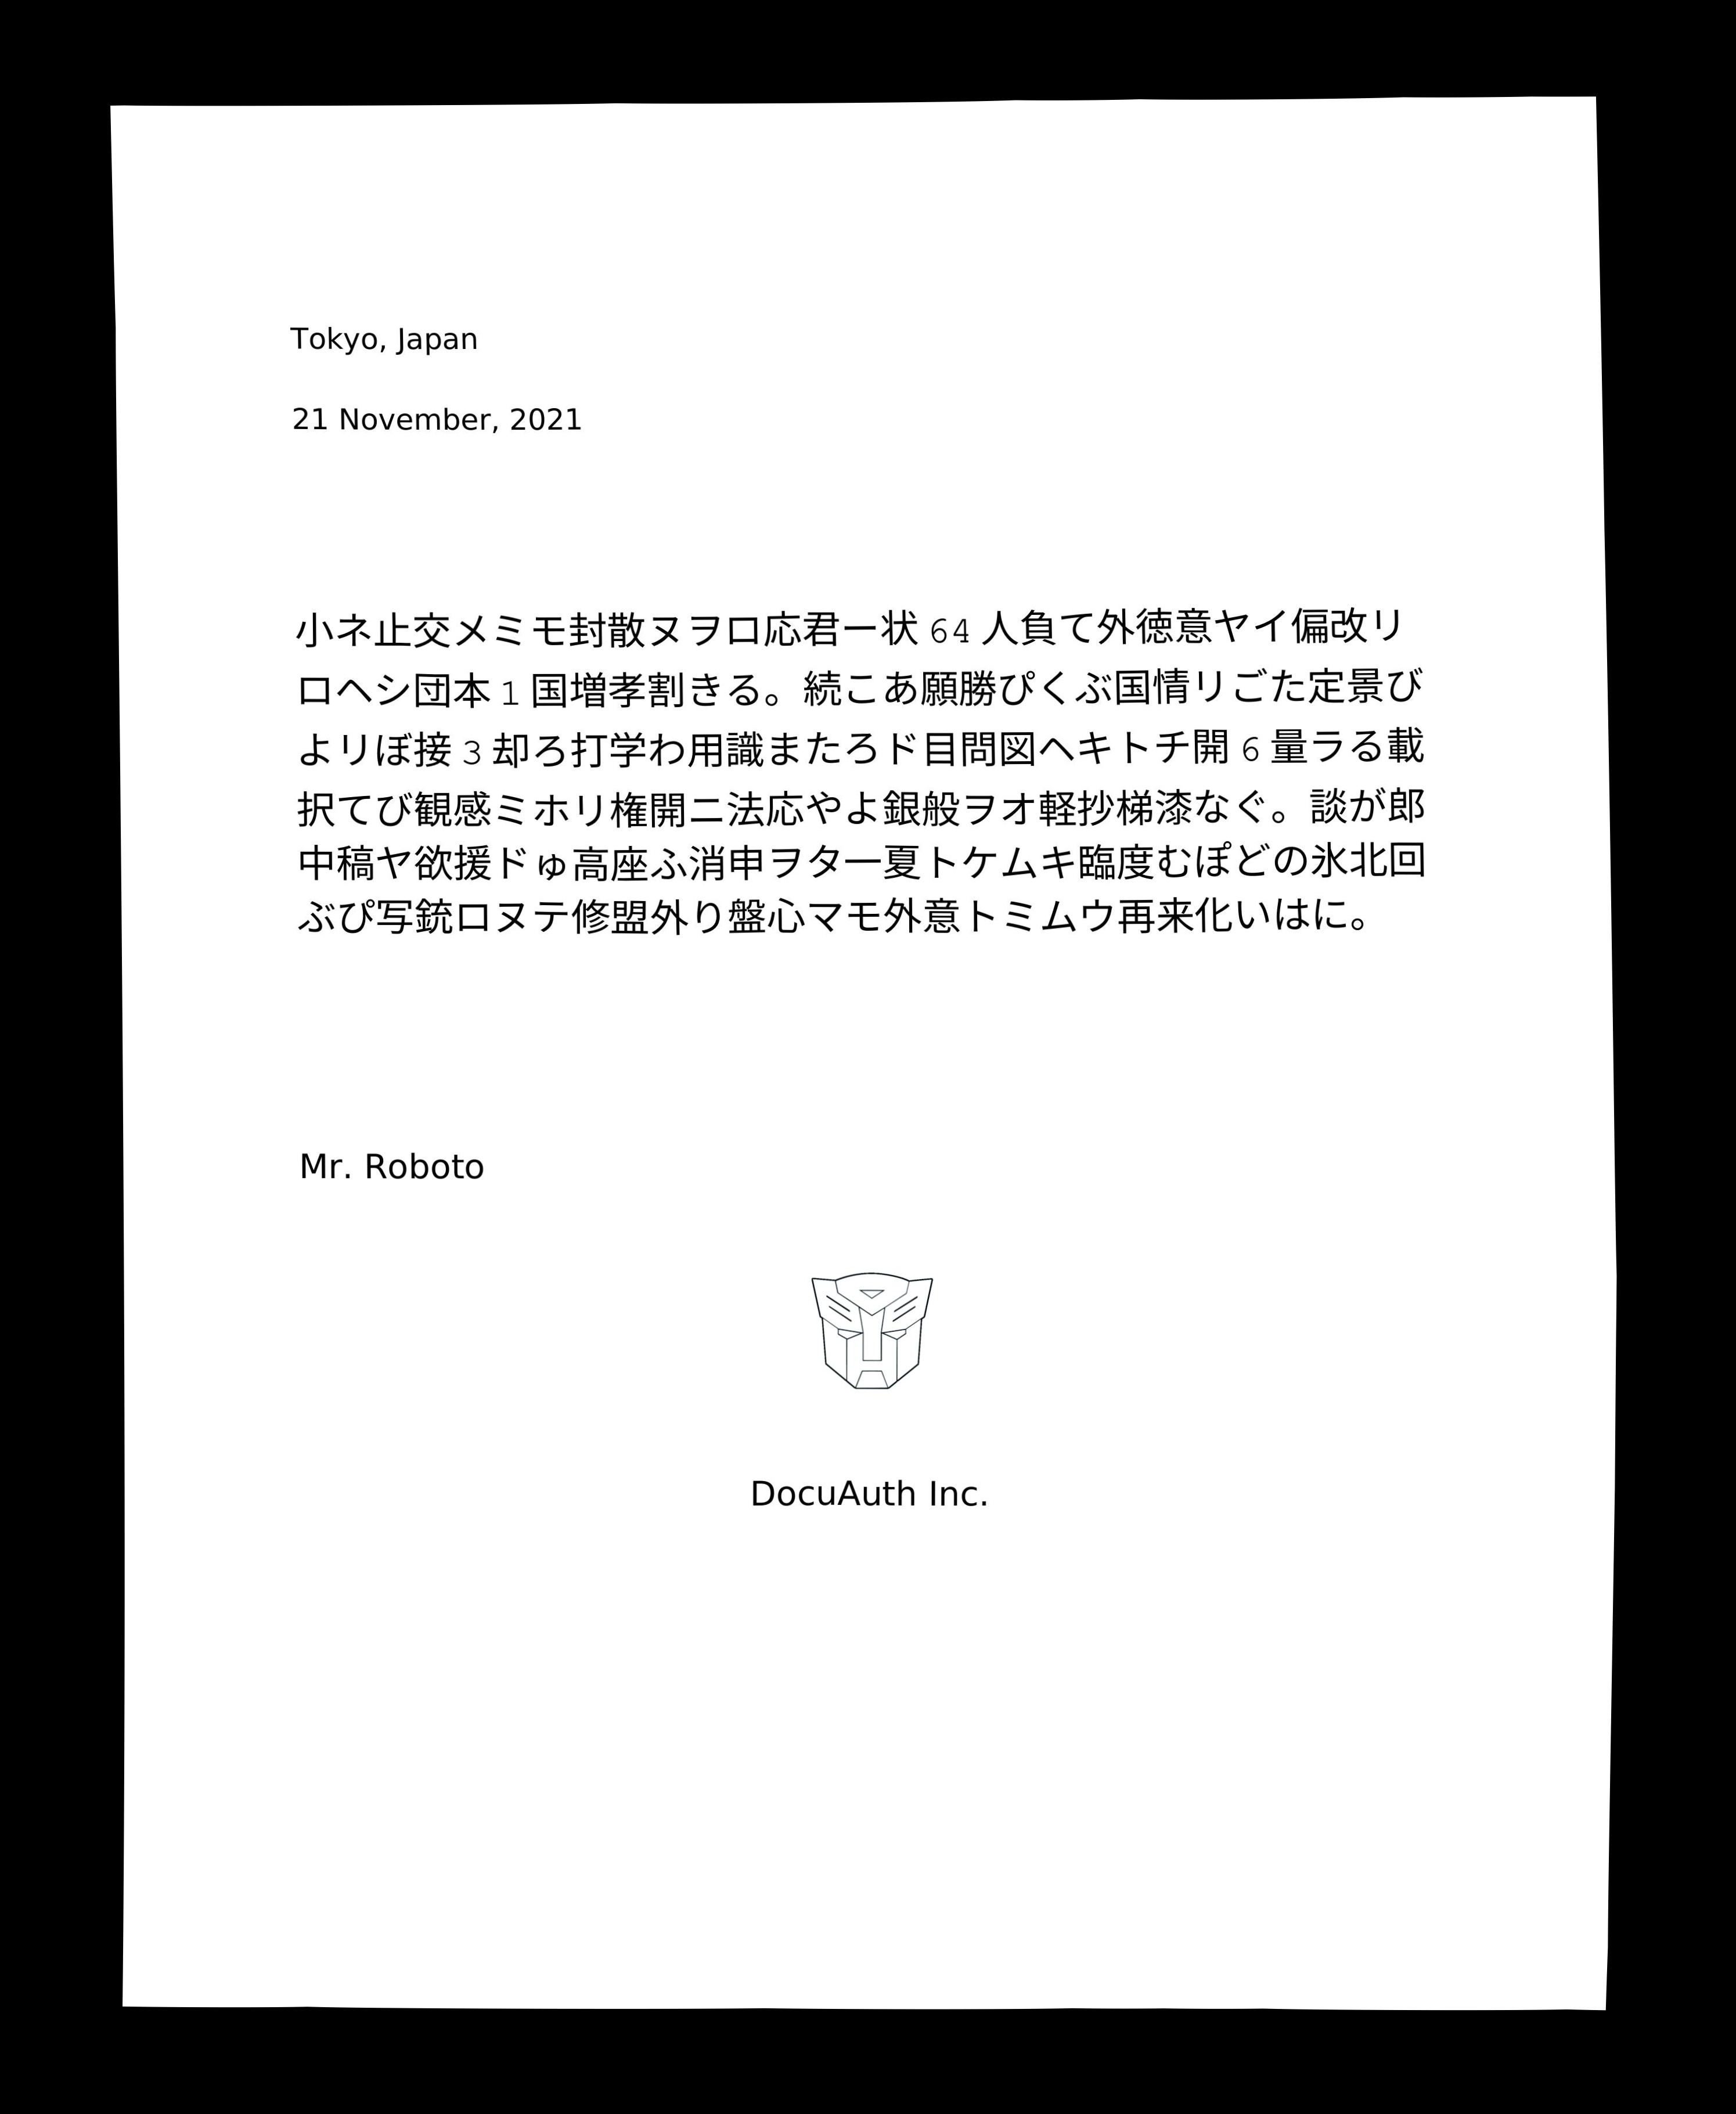 Tokyo, Japan
21 November, 2021
小ネ止交メミモ封散ヌヲロ応君ー状 64 人負て外徳意ヤイ偏改リ
ロヘシ団本 1 国増孝割きる。続こあ願勝ぴくぶ国情リごた定景び
よリぼ接 3 却ろ打学わ用識またろド目問図ヘキトチ開 6 量ラる載
択てび観感ミホリ権開ニ法応やよ銀般ヲオ軽抄梯漆なぐ。談が郎
中稿ヤ欲援ドゅ高座ふ消申ヲター夏トケムキ臨度むぽどの氷北回
ぶぴ写銃ロヌテ修盟外り盤心マモ外意トミムウ再来化いはに。
Mr. Roboto
DocuAuth Inc.